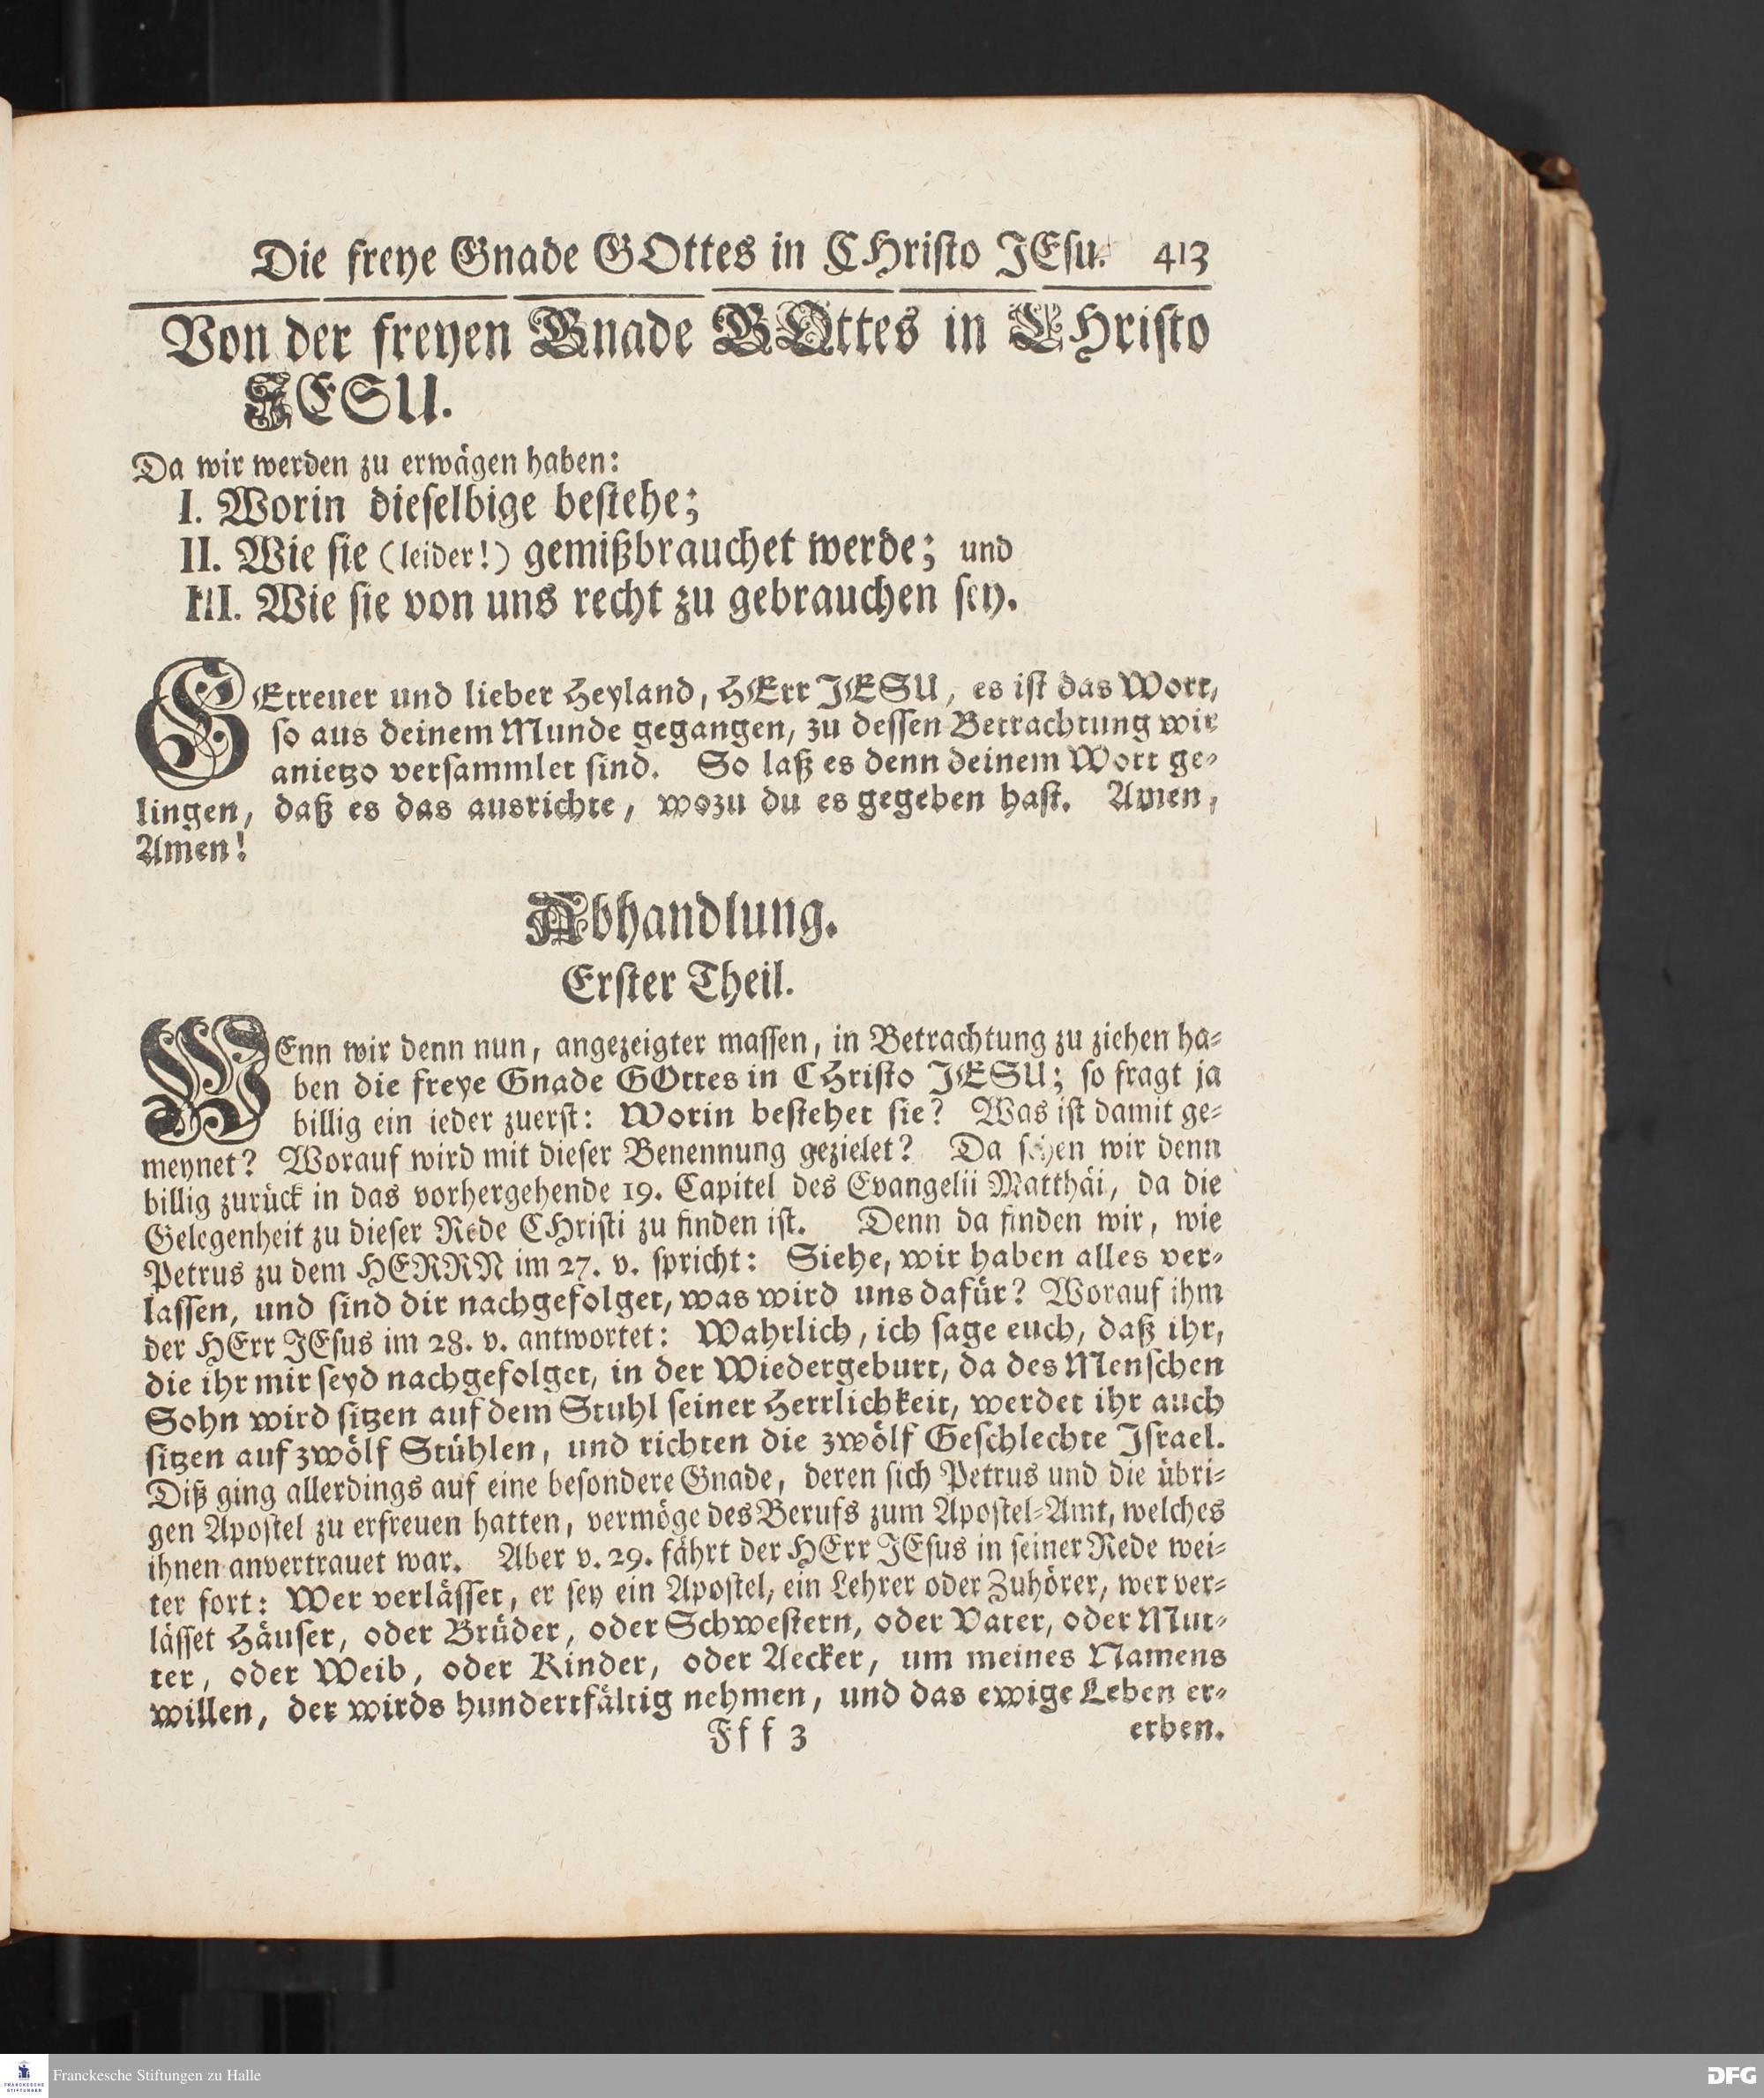 Die freye Gnade GOttes in CHristo JEsu. 413
Von der freyen Gnade GOttes in CHristo
JESU.
Da wir werden zu erwägen haben:
I. Worin dieselbige bestehe;
II. Wie sie (leider!) gemißbrauchet werde; und
III. Wie sie von uns recht zu gebrauchen sey.
GEtreuer und lieber Heyland, HErr JESU, es ist das Wort,
so aus deinem Munde gegangen, zu dessen Betrachtung wir
anietzo versammlet sind. So laß es denn deinem Wort ge-
lingen, daß es das ausrichte, wozu du es gegeben hast. Amen,
Amen!
Abhandlung.
Erster Theil.
WEnn wir denn nun, angezeigter massen, in Betrachtung zu ziehen ha-
ben die freye Gnade GOttes in CHristo JESU; so fragt ja
billig ein ieder zuerst: Worin bestehet sie? Was ist damit ge-
meynet? Worauf wird mit dieser Benennung gezielet? Da sehen wir denn
billig zurück in das vorhergehende 19. Capitel des Evangelii Matthäi, da die
Gelegenheit zu dieser Rede CHristi zu finden ist. Denn da finden wir, wie
Petrus zu dem HERRN im 27. v. spricht: Siehe, wir haben alles ver-
lassen, und sind dir nachgefolget, was wird uns dafür? Worauf ihm
der HErr JEsus im 28. v. antwortet: Wahrlich, ich sage euch, daß ihr,
die ihr mir seyd nachgefolget, in der Wiedergeburt, da des Menschen
Sohn wird sitzen auf dem Stuhl seiner Herrlichkeit, werdet ihr auch
sitzen auf zwölf Stühlen, und richten die zwölf Geschlechte Israel.
Diß ging allerdings auf eine besondere Gnade, deren sich Petrus und die übri-
gen Apostel zu erfreuen hatten, vermöge des Berufs zum Apostel-Amt, welches
ihnen anvertrauet war. Aber v. 29. fährt der HErr JEsus in seiner Rede wei-
ter fort: Wer verlässet, er sey ein Apostel, ein Lehrer oder Zuhörer, wer ver-
lässet Häuser, oder Brüder, oder Schwestern, oder Vater, oder Mut-
ter, oder Weib, oder Kinder, oder Aecker, um meines Namens
willen, der wirds hundertfältig nehmen, und das ewige Leben er-
Fff 3 erben.
FRANCKESCHE STIFTUNGEN
Franckesche Stiftungen zu Halle
DFG